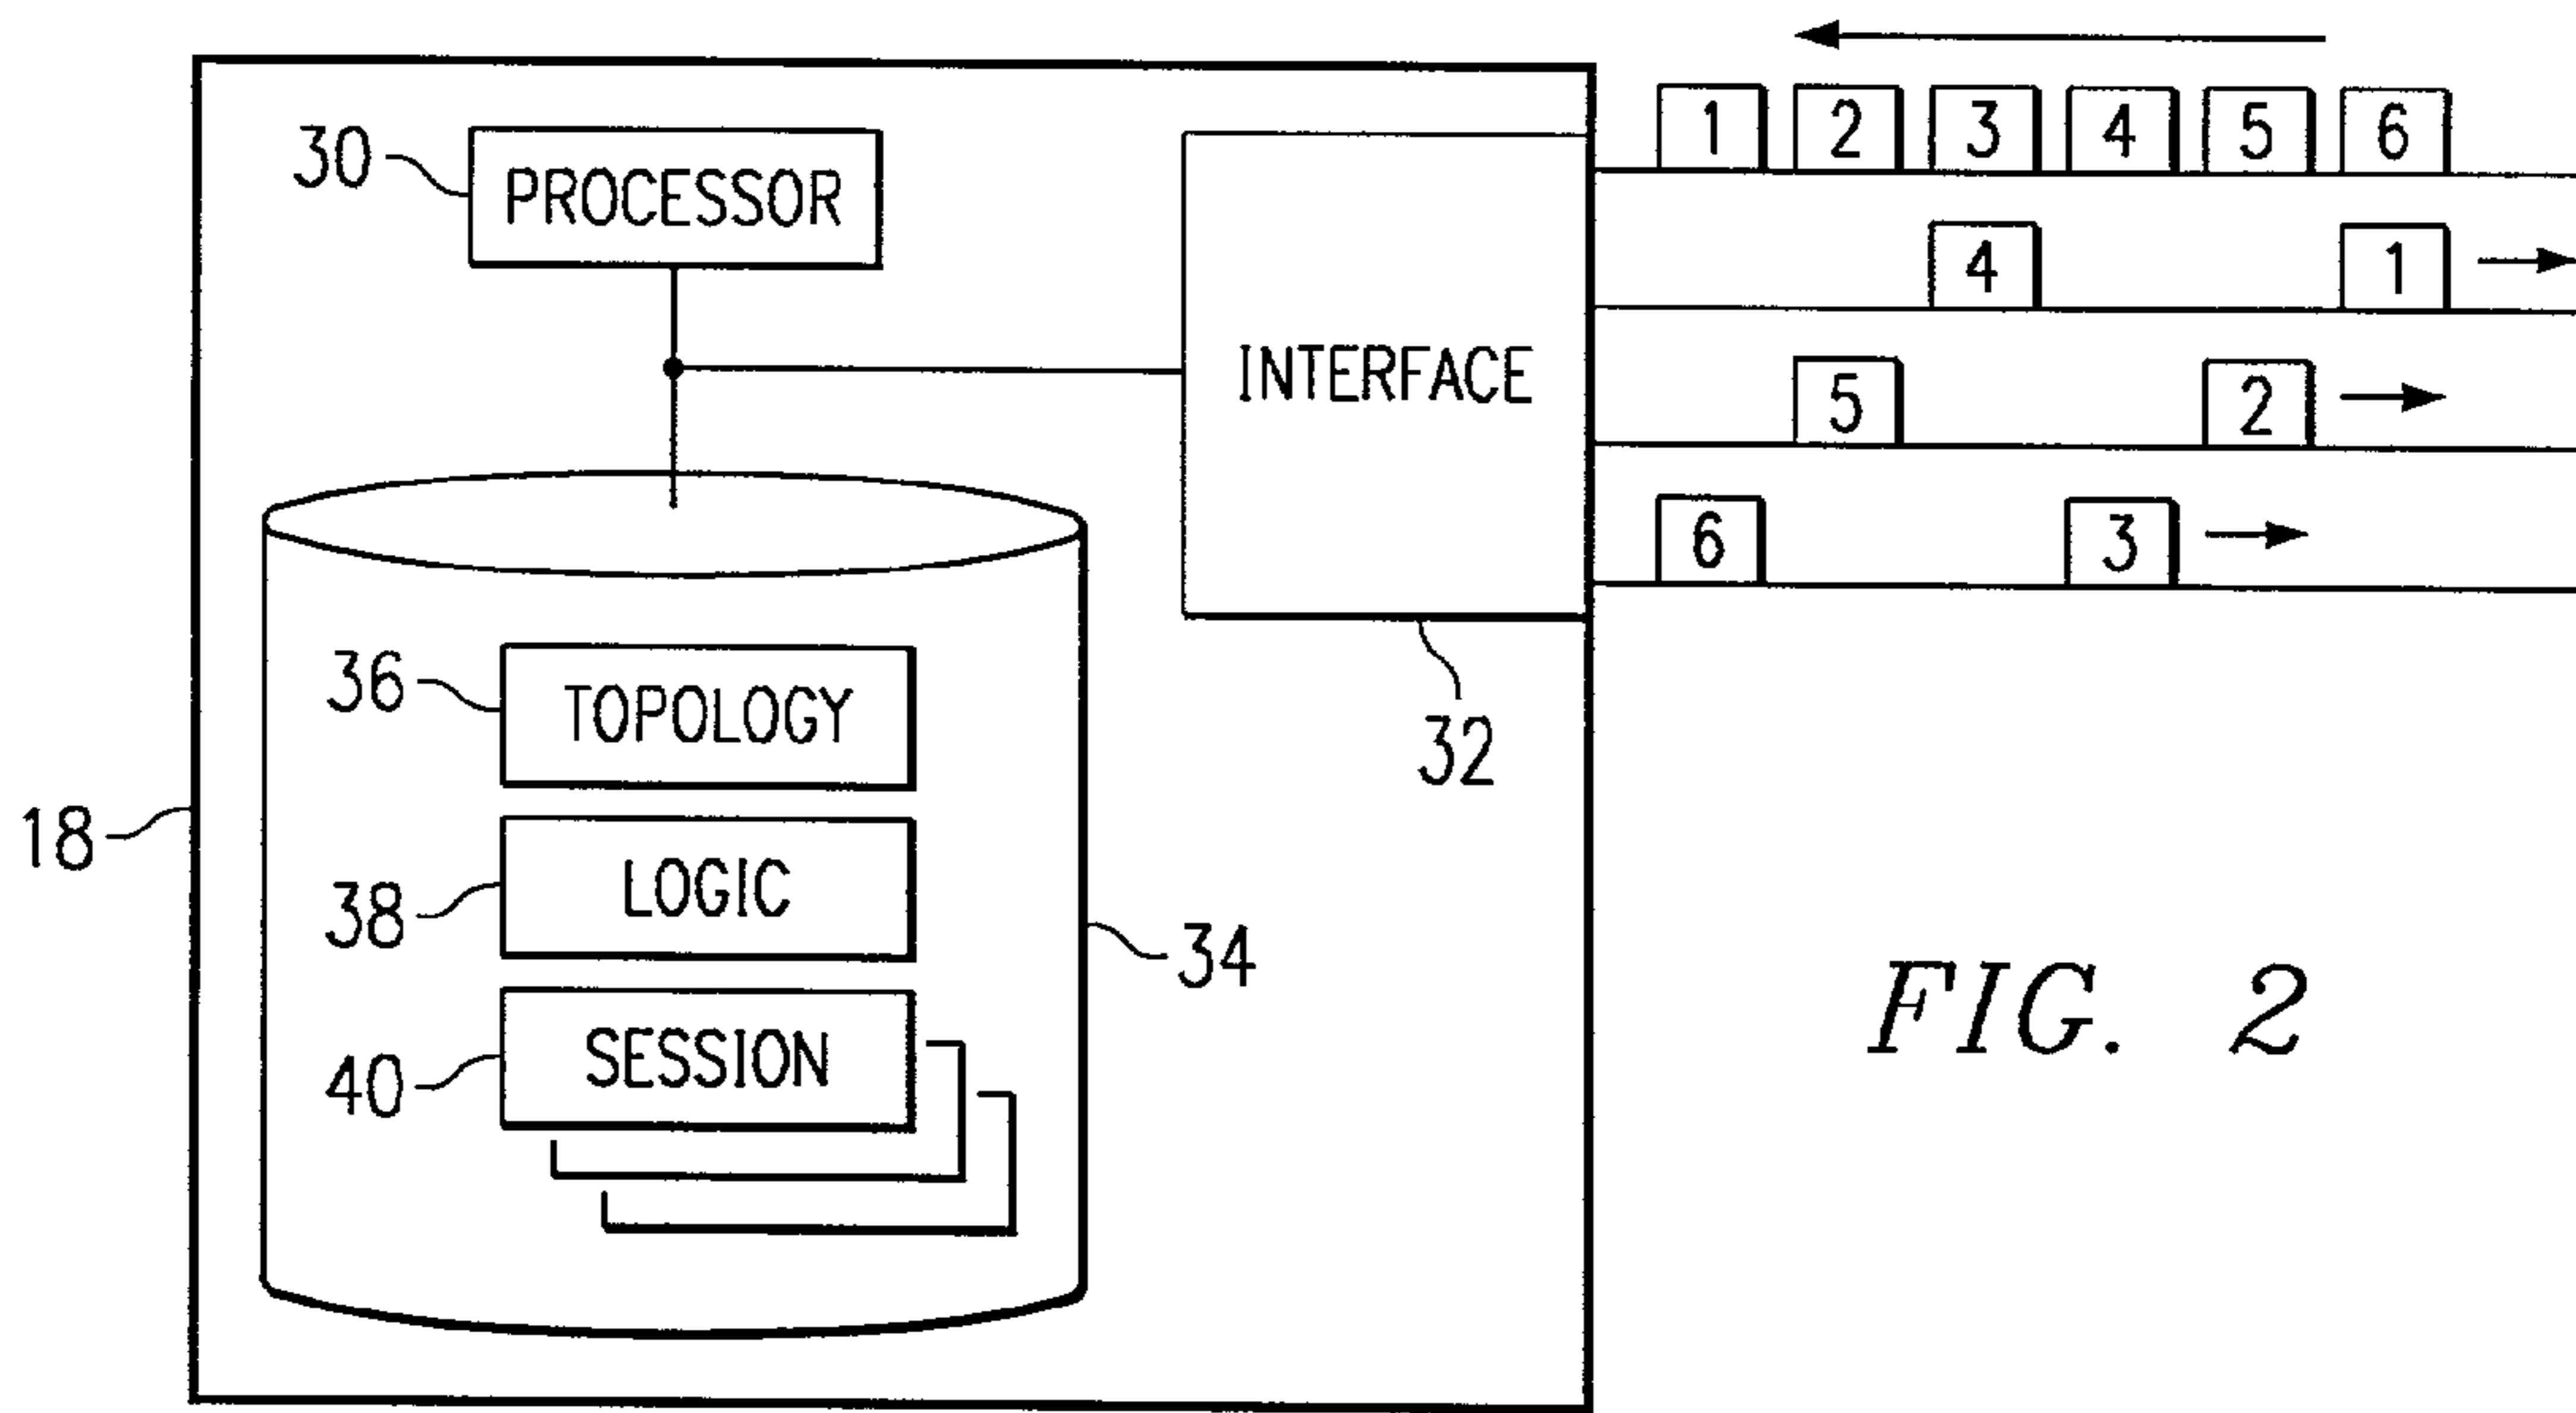 1 2 3 4 5 6
30 PROCESSOR
4 1
INTERFACE
5 2
6 3
36 TOPOLOGY
32
18
38 LOGIC
34
40 SESSION
FIG. 2